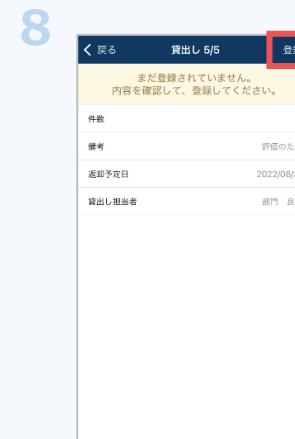 8
戻る 貸出し 5/5 登
まだ登録されていません。
内容を確認して、登録してください。
件数
備考 評価のた
返却予定日 2022/08/
貸出し担当者 部門 良